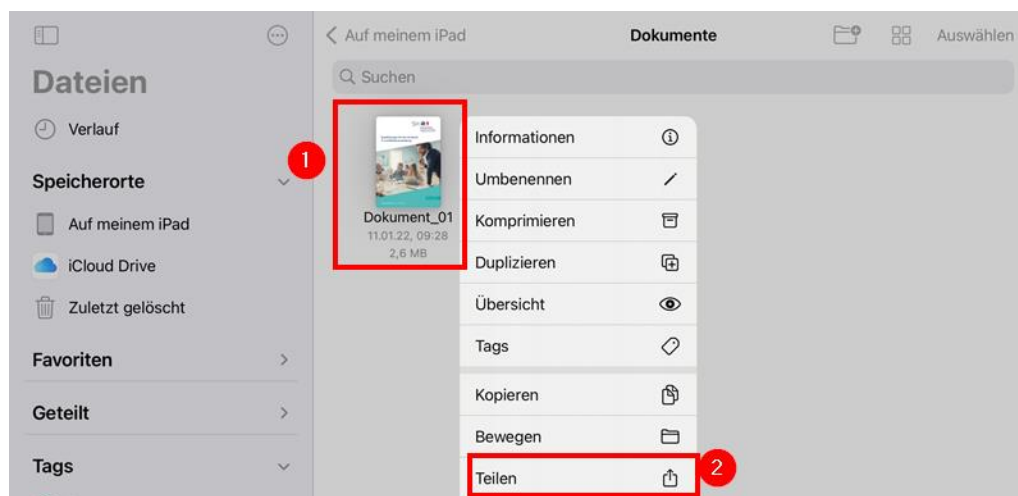 Auf meinem iPad
Dokumente
Auswählen
Dateien
Suchen
Verlauf
Speicherorte
Auf meinem iPad
iCloud Drive
Zuletzt gelöscht
Favoriten
Geteilt
Tags
1
Dokument_01
11.01.22, 09:28
2,6 MB
Informationen
Umbenennen
Komprimieren
Duplizieren
Übersicht
Tags
Kopieren
Bewegen
Teilen
2